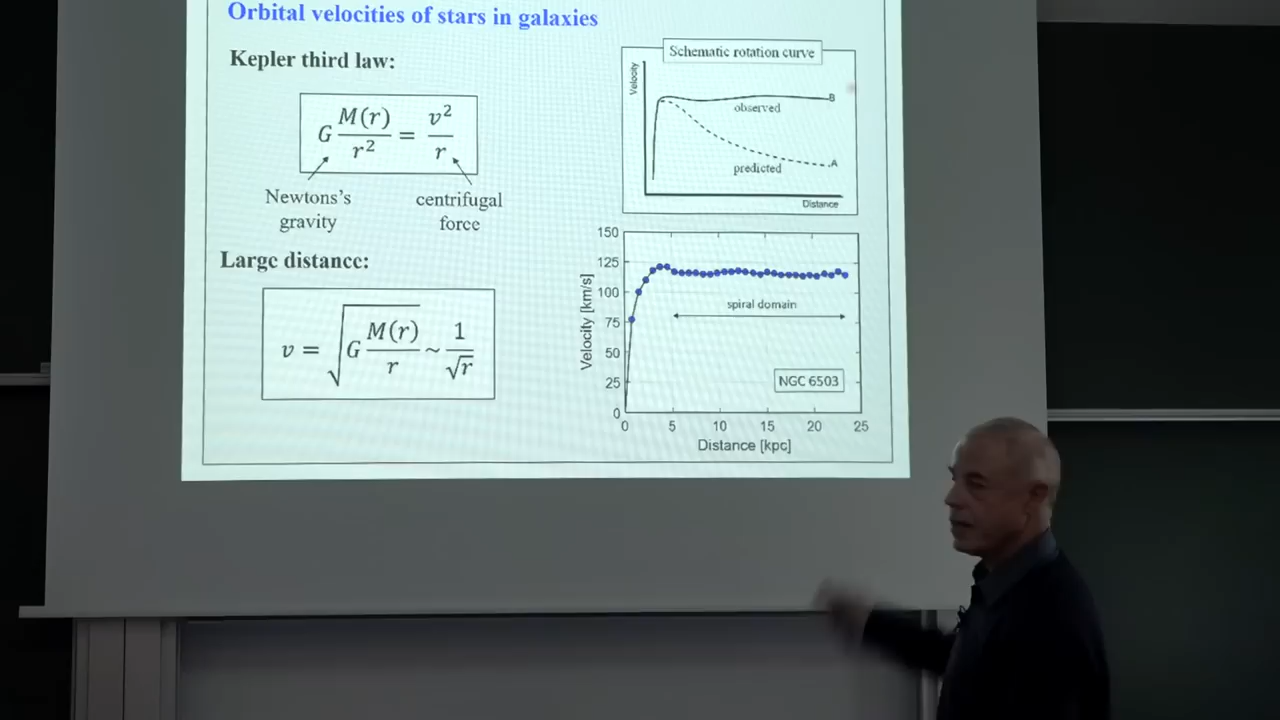 Orbital velocities of stars in galaxies
Kepler third law:
G M(r)/r² = v²/r
Newtons's
gravity
centrifugal
force
Large distance:
v = √(G M(r)/r) ~ 1/√r
Schematic rotation curve
Velocity
B
observed
A
predicted
Distance
150
125
100
75
50
25
0
Velocity [km/s]
spiral domain
NGC 6503
0 5 10 15 20 25
Distance [kpc]